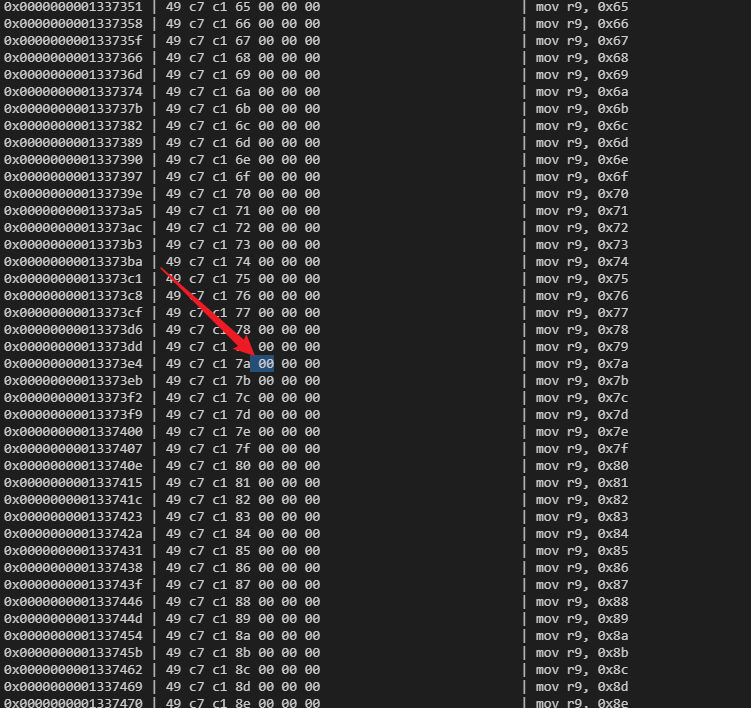 0x0000000001337351 | 49 c7 c1 65 00 00 00 | mov r9, 0x65
0x0000000001337358 | 49 c7 c1 66 00 00 00 | mov r9, 0x66
0x000000000133735f | 49 c7 c1 67 00 00 00 | mov r9, 0x67
0x0000000001337366 | 49 c7 c1 68 00 00 00 | mov r9, 0x68
0x000000000133736d | 49 c7 c1 69 00 00 00 | mov r9, 0x69
0x0000000001337374 | 49 c7 c1 6a 00 00 00 | mov r9, 0x6a
0x000000000133737b | 49 c7 c1 6b 00 00 00 | mov r9, 0x6b
0x0000000001337382 | 49 c7 c1 6c 00 00 00 | mov r9, 0x6c
0x0000000001337389 | 49 c7 c1 6d 00 00 00 | mov r9, 0x6d
0x0000000001337390 | 49 c7 c1 6e 00 00 00 | mov r9, 0x6e
0x0000000001337397 | 49 c7 c1 6f 00 00 00 | mov r9, 0x6f
0x000000000133739e | 49 c7 c1 70 00 00 00 | mov r9, 0x70
0x00000000013373a5 | 49 c7 c1 71 00 00 00 | mov r9, 0x71
0x00000000013373ac | 49 c7 c1 72 00 00 00 | mov r9, 0x72
0x00000000013373b3 | 49 c7 c1 73 00 00 00 | mov r9, 0x73
0x00000000013373ba | 49 c7 c1 74 00 00 00 | mov r9, 0x74
0x00000000013373c1 | 49 c7 c1 75 00 00 00 | mov r9, 0x75
0x00000000013373c8 | 49 c7 c1 76 00 00 00 | mov r9, 0x76
0x00000000013373cf | 49 c7 c1 77 00 00 00 | mov r9, 0x77
0x00000000013373d6 | 49 c7 c1 78 00 00 00 | mov r9, 0x78
0x00000000013373dd | 49 c7 c1 00 00 00 | mov r9, 0x79
0x00000000013373e4 | 49 c7 c1 7a 00 00 00 | mov r9, 0x7a
0x00000000013373eb | 49 c7 c1 7b 00 00 00 | mov r9, 0x7b
0x00000000013373f2 | 49 c7 c1 7c 00 00 00 | mov r9, 0x7c
0x00000000013373f9 | 49 c7 c1 7d 00 00 00 | mov r9, 0x7d
0x0000000001337400 | 49 c7 c1 7e 00 00 00 | mov r9, 0x7e
0x0000000001337407 | 49 c7 c1 7f 00 00 00 | mov r9, 0x7f
0x000000000133740e | 49 c7 c1 80 00 00 00 | mov r9, 0x80
0x0000000001337415 | 49 c7 c1 81 00 00 00 | mov r9, 0x81
0x000000000133741c | 49 c7 c1 82 00 00 00 | mov r9, 0x82
0x0000000001337423 | 49 c7 c1 83 00 00 00 | mov r9, 0x83
0x000000000133742a | 49 c7 c1 84 00 00 00 | mov r9, 0x84
0x0000000001337431 | 49 c7 c1 85 00 00 00 | mov r9, 0x85
0x0000000001337438 | 49 c7 c1 86 00 00 00 | mov r9, 0x86
0x000000000133743f | 49 c7 c1 87 00 00 00 | mov r9, 0x87
0x0000000001337446 | 49 c7 c1 88 00 00 00 | mov r9, 0x88
0x000000000133744d | 49 c7 c1 89 00 00 00 | mov r9, 0x89
0x0000000001337454 | 49 c7 c1 8a 00 00 00 | mov r9, 0x8a
0x000000000133745b | 49 c7 c1 8b 00 00 00 | mov r9, 0x8b
0x0000000001337462 | 49 c7 c1 8c 00 00 00 | mov r9, 0x8c
0x0000000001337469 | 49 c7 c1 8d 00 00 00 | mov r9, 0x8d
0x0000000001337470 | 49 c7 c1 8e 00 00 00 | mov r9, 0x8e